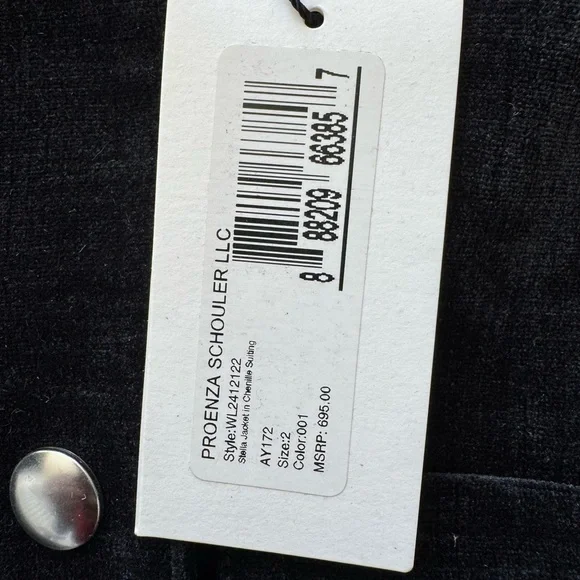 PROENZA SCHOULER LLC
Style:WL2412122
Stella Jacket in Chenille Suiting
AY172
Size:2
Color:001
MSRP: 695.00
8 88209 66385 7